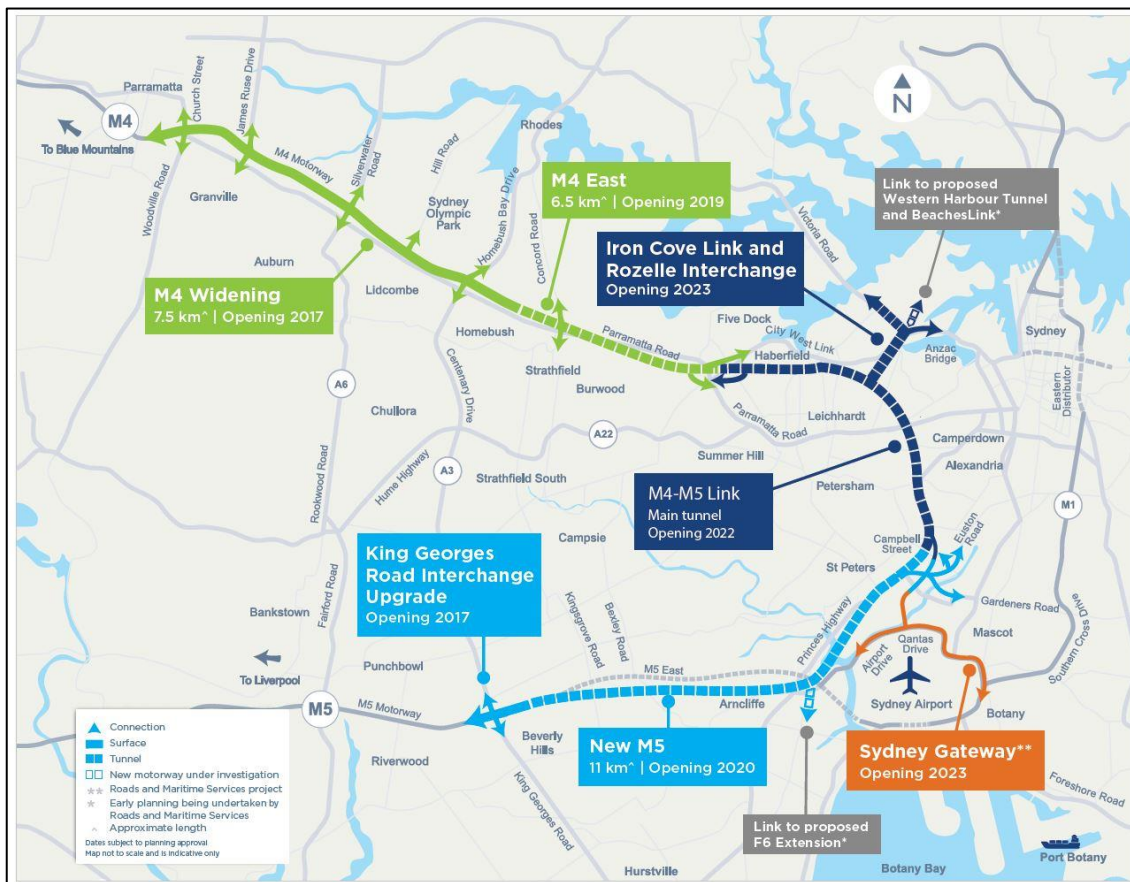 Parramatta
Church Street
James Ruse Drive
M4
To Blue Mountains
M4 Motorway
Silverwater
Road
Hill Road
Rhodes
Woodville Road
Granville
Sydney
Olympic
Park
Homebush Bay Drive
Concord Road
Victoria Road
N
Link to proposed
Western Harbour Tunnel
and BeachesLink*
M4 East
6.5 km^ | Opening 2019
Iron Cove Link and
Rozelle Interchange
Opening 2023
Auburn
Lidcombe
M4 Widening
7.5 km^ | Opening 2017
Homebush
Parramatta Road
Five Dock
City West Link
Haberfield
Anzac
Bridge
Sydney
Strathfield
Burwood
Centenary Drive
A6
Chullora
Parramatta Road
Leichhardt
Eastern
Distributor
A22
Summer Hill
Camperdown
Alexandria
Hume Highway
A3
Strathfield South
Rookwood Road
M4-M5 Link
Main tunnel
Opening 2022
Petersham
M1
King Georges
Road Interchange
Upgrade
Opening 2017
Campsie
Campbell
Street
Euston
Road
St Peters
Bankstown
Fairford Road
Kingsgrove Road
Bexley Road
Princes Highway
Gardeners Road
Mascot
Qantas
Drive
Airport
Drive
Southern Cross Drive
To Liverpool
Punchbowl
M5 East
Sydney Airport
M5
M5 Motorway
Arncliffe
Botany
Connection
Surface
Tunnel
New motorway under investigation
Roads and Maritime Services project
Early planning being undertaken by
Roads and Maritime Services
Approximate length
Dates subject to planning approval
Map not to scale and is indicative only
Riverwood
Beverly
Hills
King Georges Road
New M5
11 km^ | Opening 2020
Sydney Gateway**
Opening 2023
Foreshore Road
Link to proposed
F6 Extension*
Hurstville
Botany Bay
Port Botany